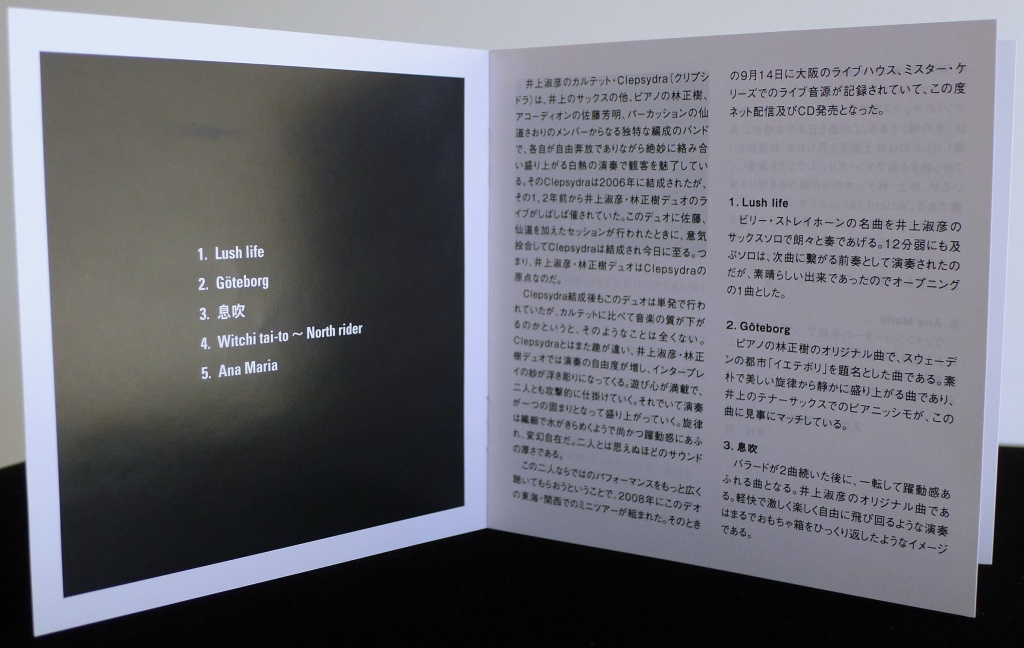 1. Lush life
2. Göteborg
3. 息吹
4. Witchi tai-to ～ North rider
5. Ana Maria
井上淑彦のカルテット・Clepsydra（クリプシ
ドラ）は、井上のサックスの他、ピアノの林正樹、
アコーディオンの佐藤芳明、パーカッションの仙
道さおりのメンバーからなる独特な編成のバンド
で、各自が自由奔放でありながら絶妙に絡み合
い盛り上がる白熱の演奏で観客を魅了してい
る。そのClepsydraは2006年に結成されたが、
その1、2年前から井上淑彦・林正樹デュオのラ
イブがしばしば催されていた。このデュオに佐藤、
仙道を加えたセッションが行われたときに、意気
投合してClepsydraは結成され今日に至る。つ
まり、井上淑彦・林正樹デュオはClepsydraの
原点なのだ。
Clepsydra結成後もこのデュオは単発で行わ
れていたが、カルテットに比べて音楽の質が下が
るのかというと、そのようなことは全くない。
Clepsydraとはまた趣が違い、井上淑彦・林正
樹デュオでは演奏の自由度が増し、インタープレ
イの妙が浮き彫りになってくる。遊び心が満載で、
二人とも攻撃的に仕掛けていく。それでいて演奏
が一つの固まりとなって盛り上がっていく。旋律
は繊細で水がきらめくようで尚かつ躍動感にあふ
れ、変幻自在だ。二人とは思えぬほどのサウンド
の厚さである。
この二人ならではのパフォーマンスをもっと広く
聴いてもらおうということで、2008年にこのデオ
の東海・関西でのミニツアーが組まれた。そのとき
の9月14日に大阪のライブハウス、ミスター・ケ
リーズでのライブ音源が記録されていて、この度
ネット配信及びCD発売となった。
1. Lush life
ビリー・ストレイホーンの名曲を井上淑彦の
サックスソロで朗々と奏であげる。12分弱にも及
ぶソロは、次曲に繫がる前奏として演奏されたの
だが、素晴らしい出来であったのでオープニング
の1曲とした。
2. Göteborg
ピアノの林正樹のオリジナル曲で、スウェーデ
ンの都市「イエテボリ」を題名とした曲である。素
朴で美しい旋律から静かに盛り上がる曲であり、
井上のテナーサックスでのピアニッシモが、この
曲に見事にマッチしている。
3. 息吹
バラードが2曲続いた後に、一転して躍動感あ
ふれる曲となる。井上淑彦のオリジナル曲であ
る。軽快で激しく楽しく自由に飛び回るような演奏
はまるでおもちゃ箱をひっくり返したようなイメージ
である。